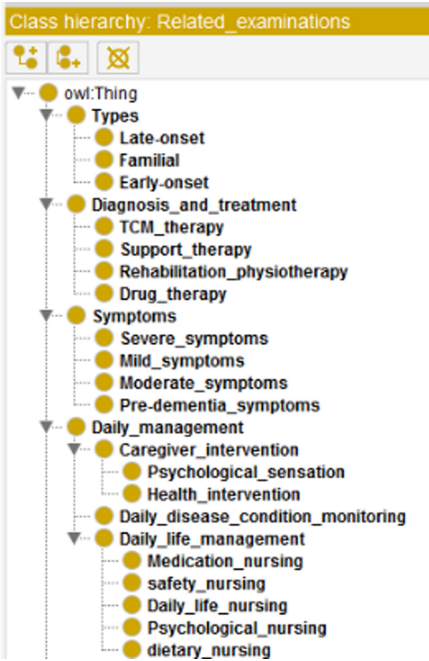 Class hierarchy: Related_examinations
owl:Thing
Types
Late-onset
Familial
Early-onset
Diagnosis_and_treatment
TCM_therapy
Support_therapy
Rehabilitation_physiotherapy
Drug_therapy
Symptoms
Severe_symptoms
Mild_symptoms
Moderate_symptoms
Pre-dementia_symptoms
Daily_management
Caregiver_intervention
Psychological_sensation
Health_intervention
Daily_disease_condition_monitoring
Daily_life_management
Medication_nursing
safety_nursing
Daily_life_nursing
Psychological_nursing
dietary_nursing